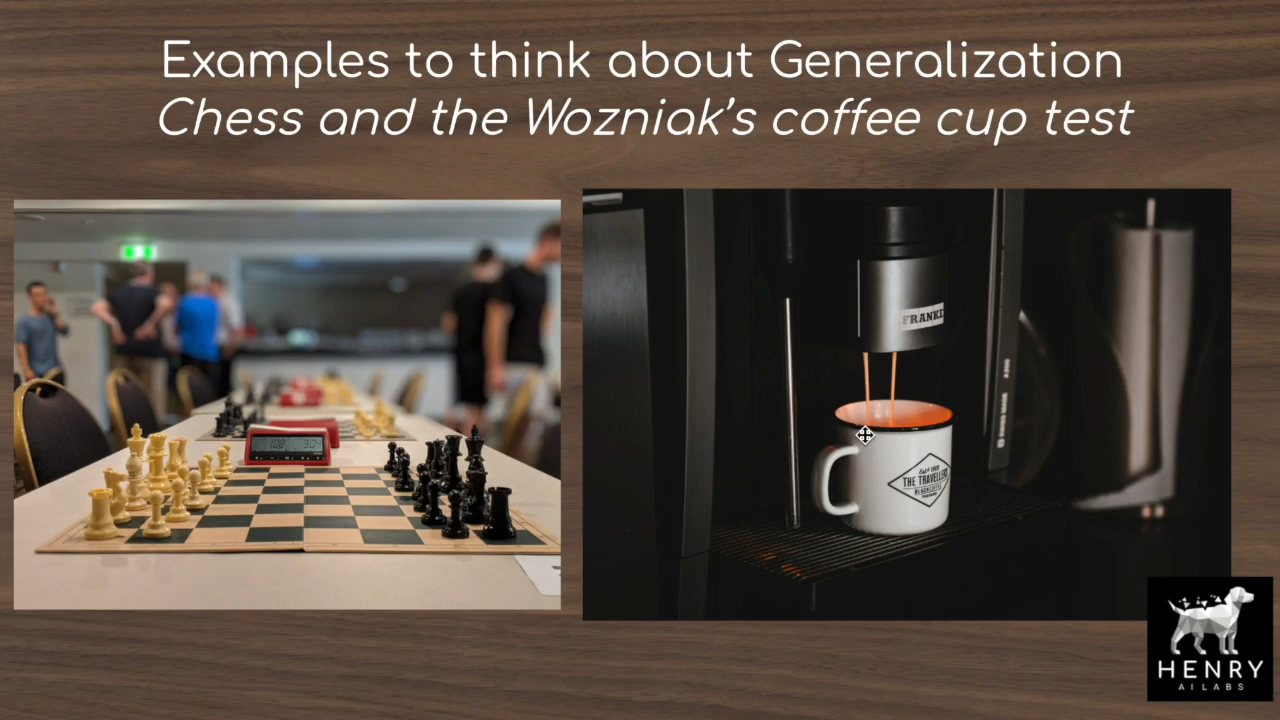 Examples to think about Generalization
Chess and the Wozniak's coffee cup test
FRANKE
THE TRAVELLERS
HENRY
AI LABS